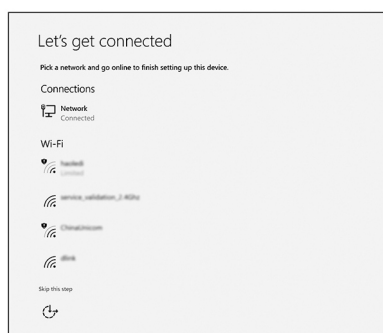 Let's get connected
Pick a network and go online to finish setting up this device.
Connections
Network
Connected
Wi-Fi
Limited
service_validation_2.4Ghz
ChinaUnicom
dlink
Skip this step